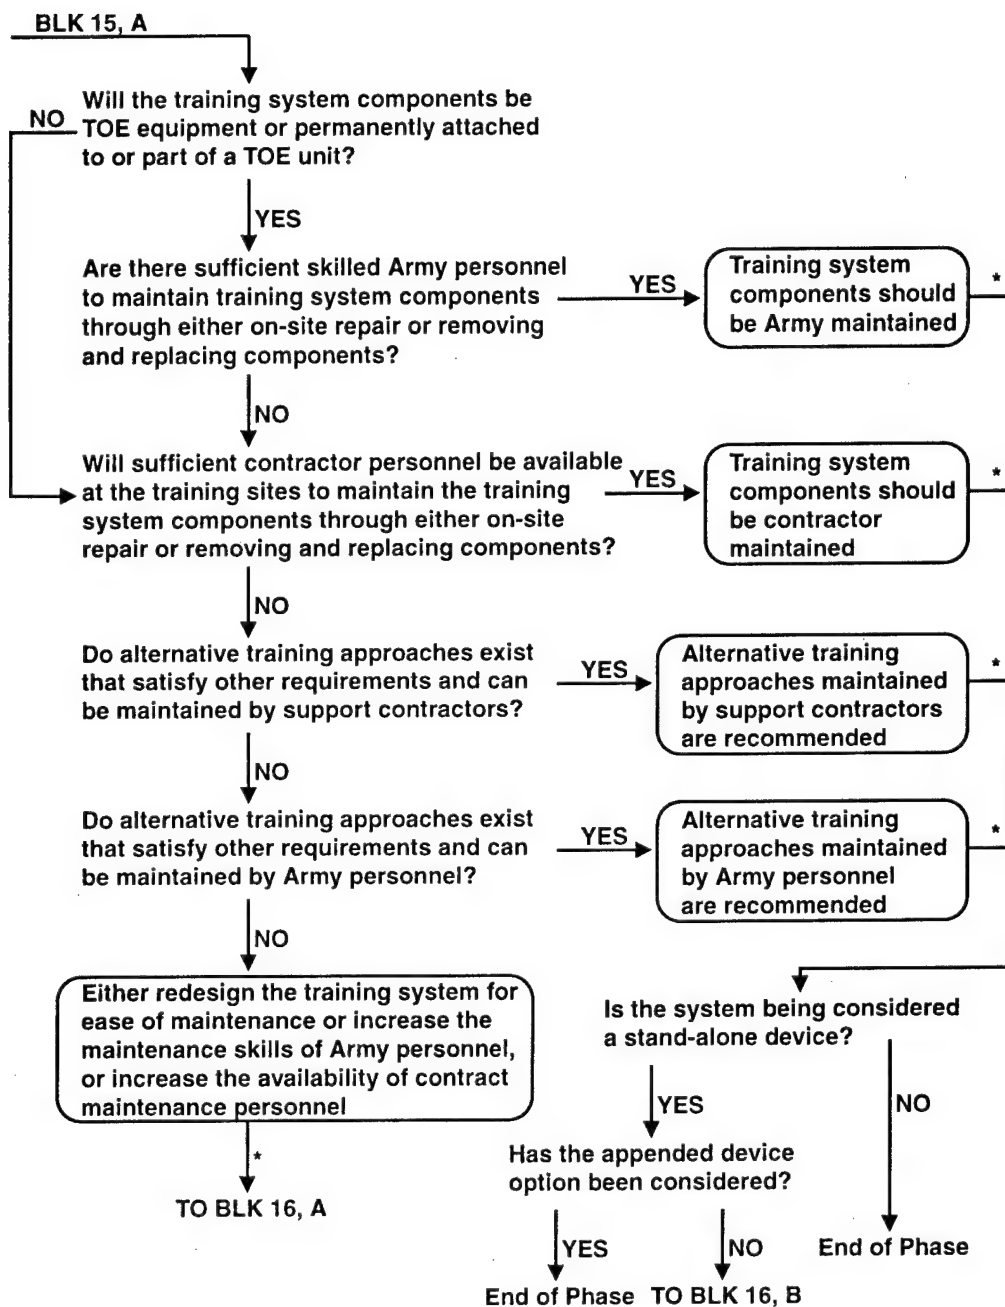 BLK 15, A
Will the training system components be
NO
TOE equipment or permanently attached
to or part of a TOE unit?
YES
Are there sufficient skilled Army personnel
to maintain training system components
through either on-site repair or removing
and replacing components?
YES
Training system
components should
be Army maintained
*
NO
Will sufficient contractor personnel be available
at the training sites to maintain the training
system components through either on-site
repair or removing and replacing components?
YES
Training system
components should
be contractor
maintained
*
NO
Do alternative training approaches exist
that satisfy other requirements and can
be maintained by support contractors?
YES
Alternative training
approaches maintained
by support contractors
are recommended
*
NO
Do alternative training approaches exist
that satisfy other requirements and can
be maintained by Army personnel?
YES
Alternative training
approaches maintained
by Army personnel
are recommended
*
NO
Either redesign the training system for
ease of maintenance or increase the
maintenance skills of Army personnel,
or increase the availability of contract
maintenance personnel
*
TO BLK 16, A
Is the system being considered
a stand-alone device?
YES
NO
Has the appended device
option been considered?
YES
NO
End of Phase
End of Phase
TO BLK 16, B